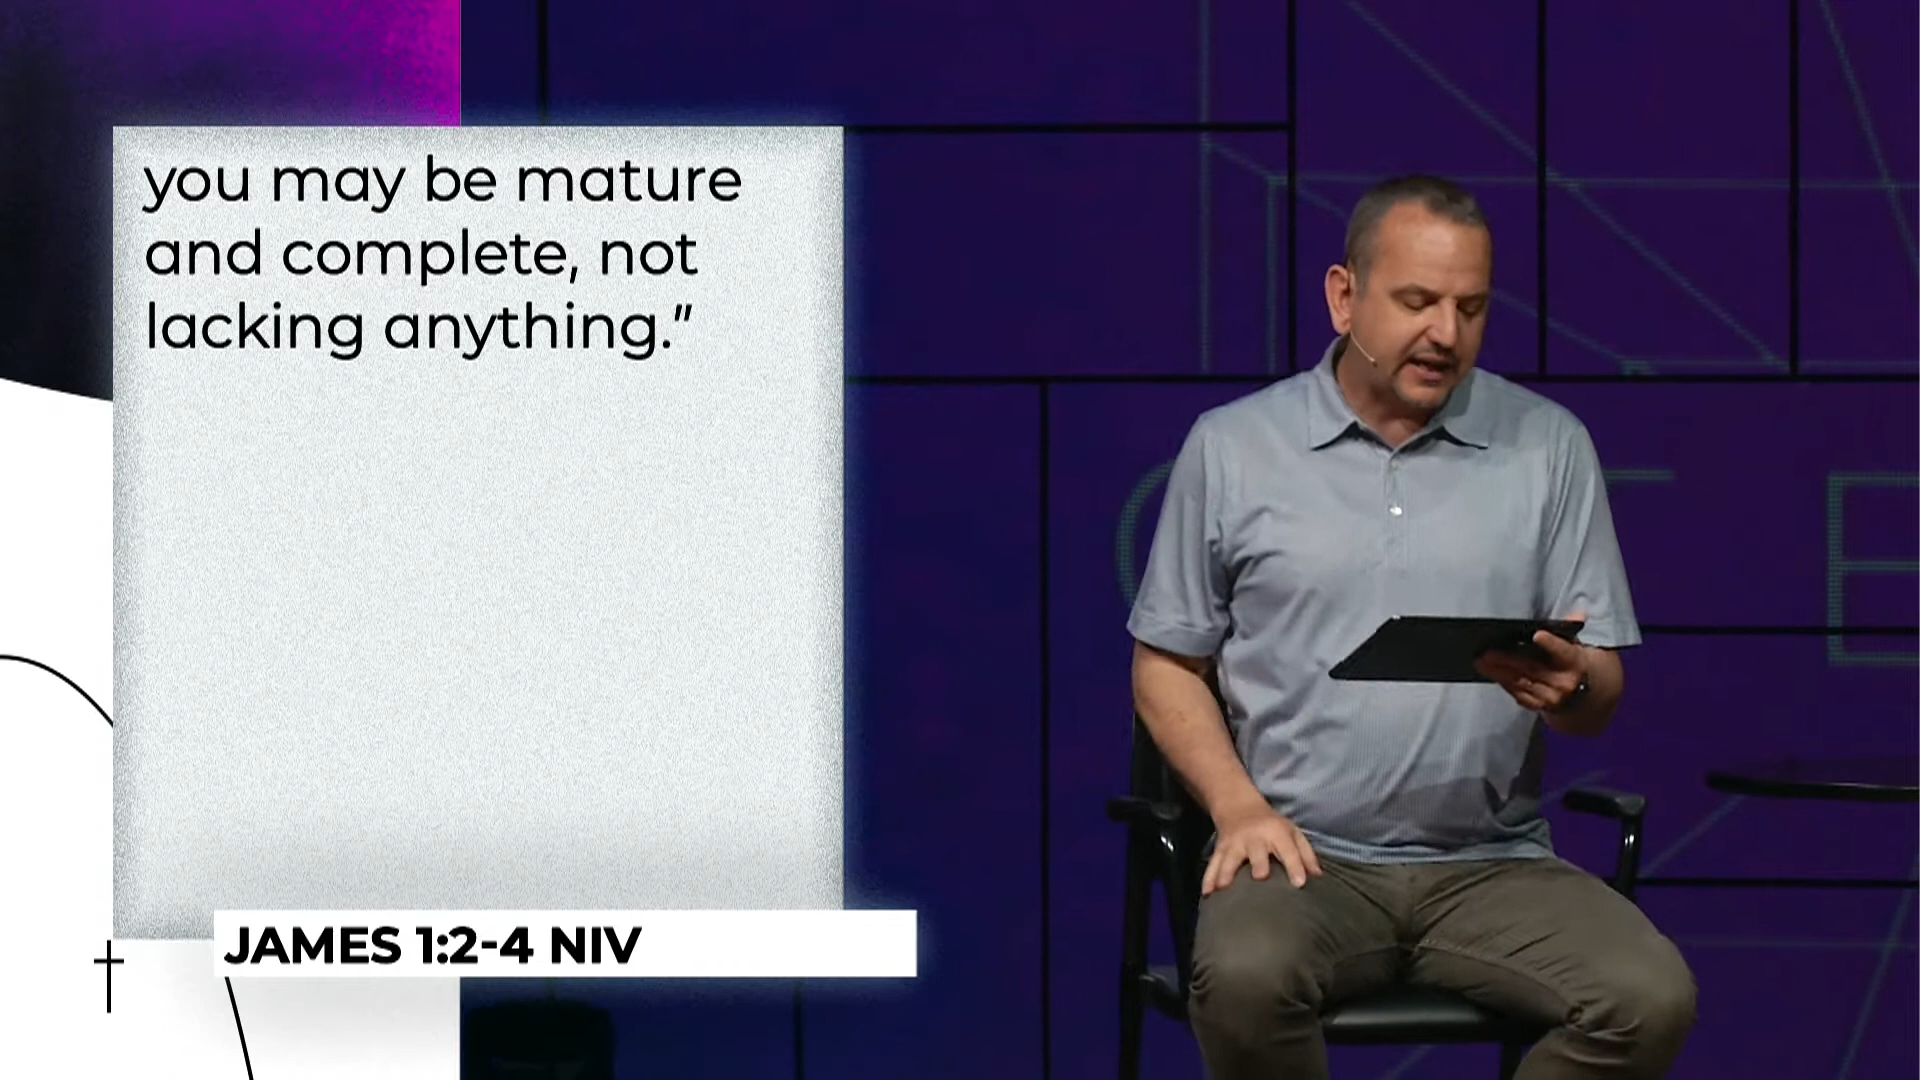 you may be mature
and complete, not
lacking anything.”
JAMES 1:2-4 NIV